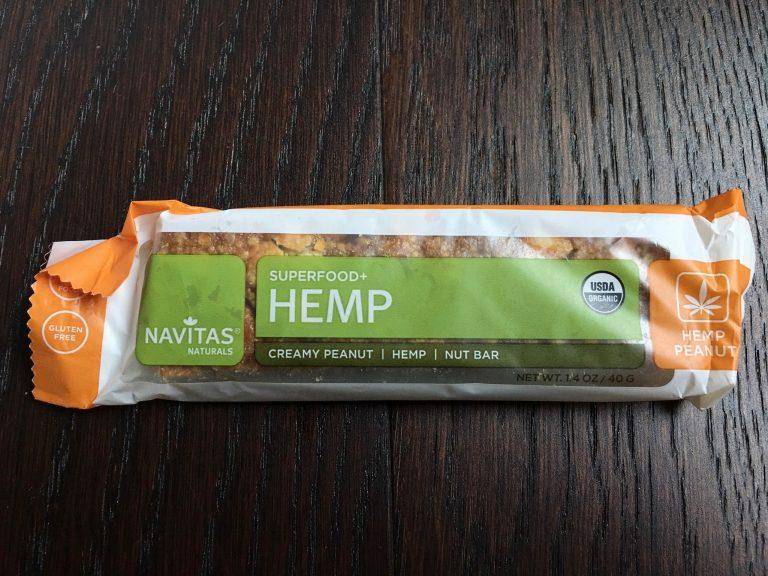 GLUTEN
FREE
NAVITAS®
NATURALS
SUPERFOOD+
HEMP
CREAMY PEANUT | HEMP | NUT BAR
USDA
ORGANIC
NET WT. 1.4 OZ / 40 G
HEMP
PEANUT